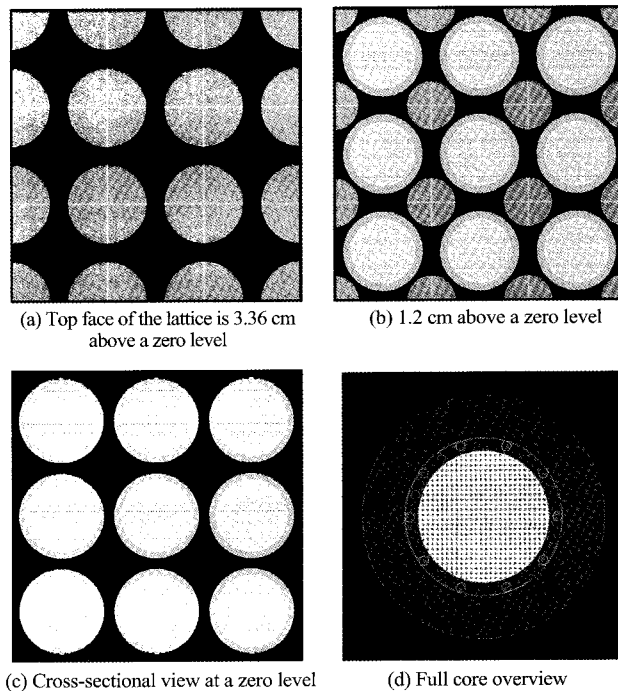 (a) Top face of the lattice is 3.36 cm
above a zero level
(b) 1.2 cm above a zero level
(c) Cross-sectional view at a zero level
(d) Full core overview